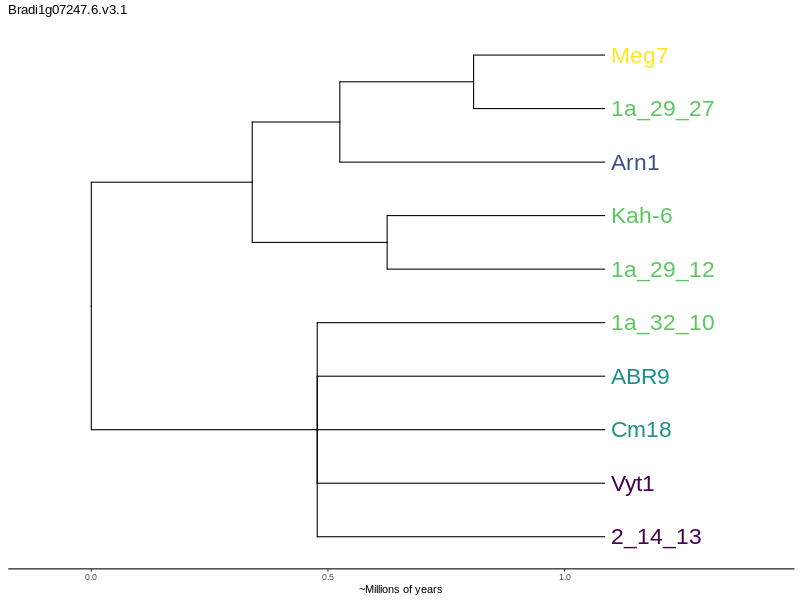 Bradi1g07247.6.v3.1
Meg7
1a_29_27
Arn1
Kah-6
1a_29_12
1a_32_10
ABR9
Cm18
Vyt1
2_14_13
0.0 0.5 1.0
~Millions of years